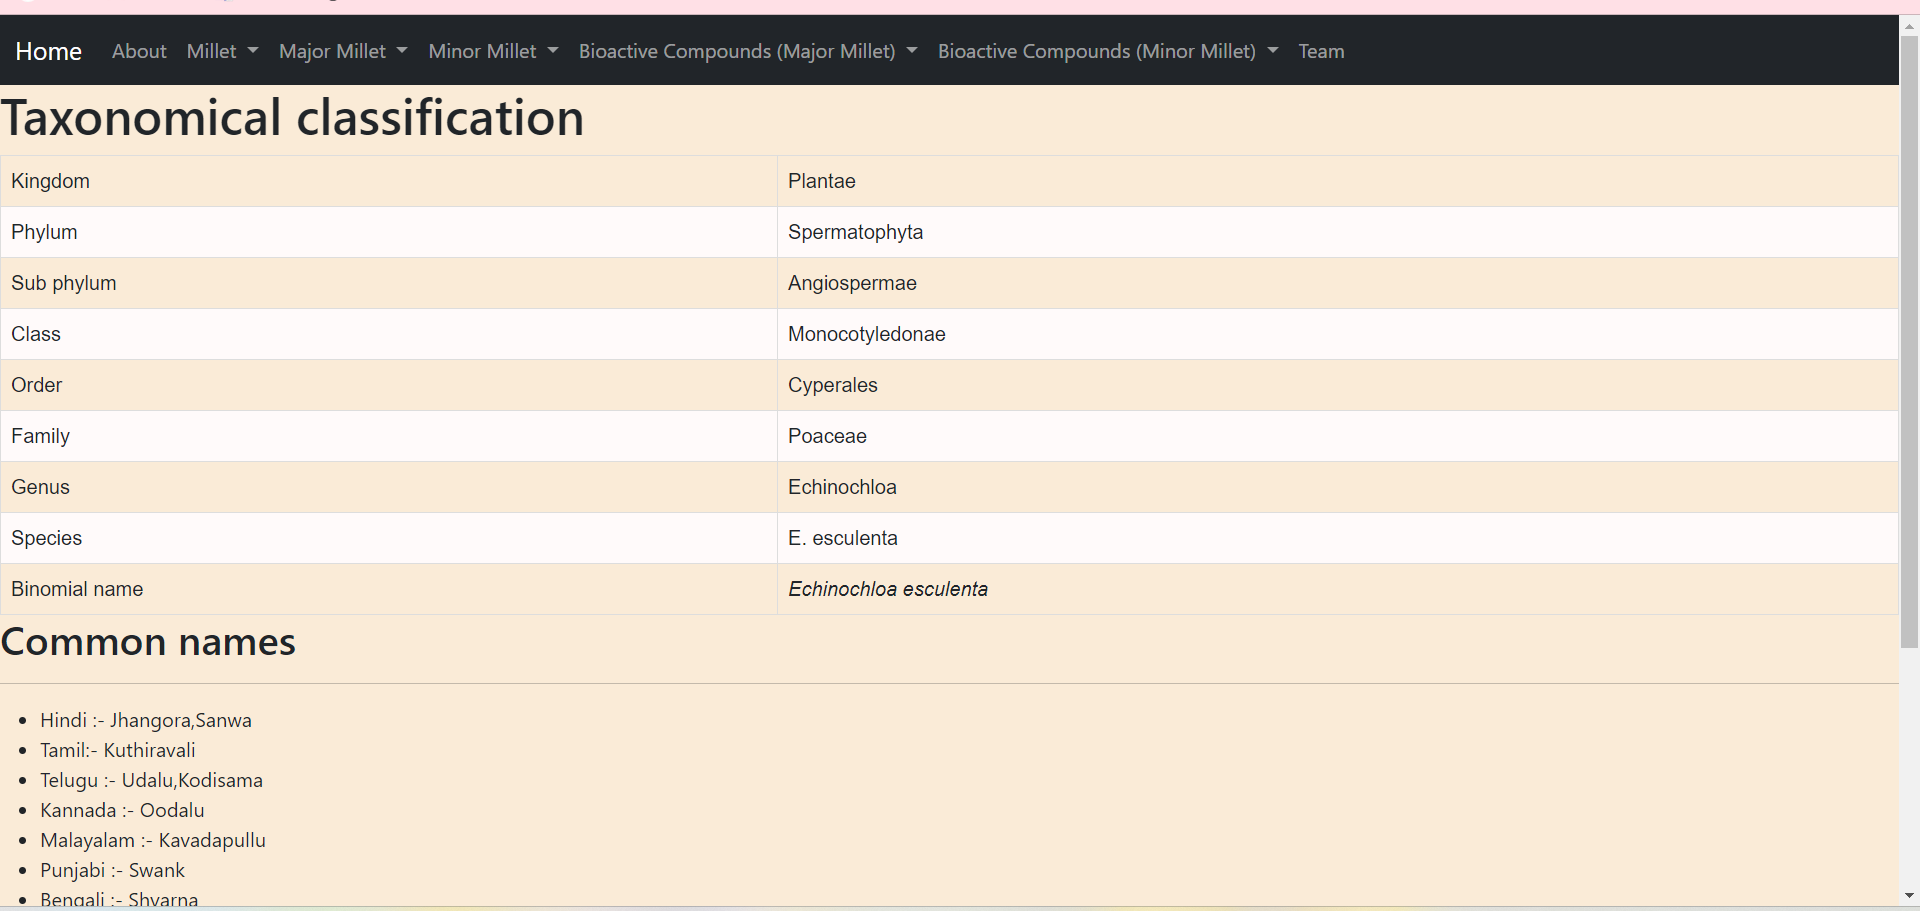 Home About Millet Major Millet Minor Millet Bioactive Compounds (Major Millet) Bioactive Compounds (Minor Millet) Team
Taxonomical classification
Kingdom Plantae
Phylum Spermatophyta
Sub phylum Angiospermae
Class Monocotyledonae
Order Cyperales
Family Poaceae
Genus Echinochloa
Species E. esculenta
Binomial name Echinochloa esculenta
Common names
Hindi :- Jhangora,Sanwa
Tamil:- Kuthiravali
Telugu :- Udalu,Kodisama
Kannada :- Oodalu
Malayalam :- Kavadapullu
Punjabi :- Swank
Bengali :- Shyarna